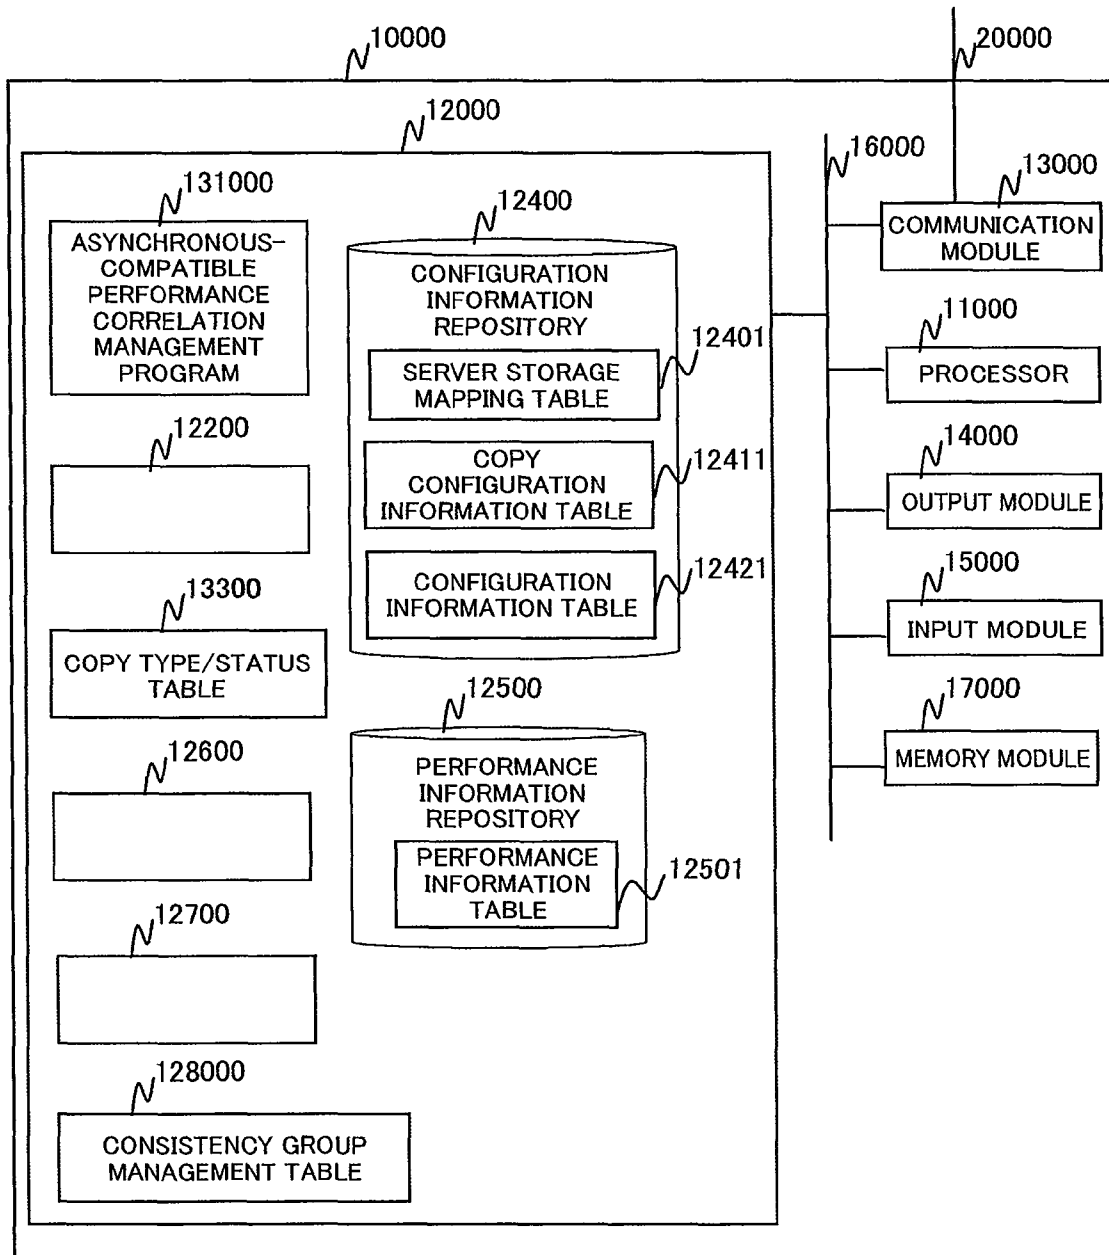 10000
20000
12000
16000
13000
COMMUNICATION
MODULE
131000
ASYNCHRONOUS-
COMPATIBLE
PERFORMANCE
CORRELATION
MANAGEMENT
PROGRAM
12400
CONFIGURATION
INFORMATION
REPOSITORY
12401
SERVER STORAGE
MAPPING TABLE
11000
PROCESSOR
12200
COPY
CONFIGURATION
INFORMATION TABLE
12411
14000
OUTPUT MODULE
12421
CONFIGURATION
INFORMATION TABLE
15000
INPUT MODULE
13300
COPY TYPE/STATUS
TABLE
12500
PERFORMANCE
INFORMATION
REPOSITORY
17000
MEMORY MODULE
12600
PERFORMANCE
INFORMATION
TABLE
12501
12700
128000
CONSISTENCY GROUP
MANAGEMENT TABLE